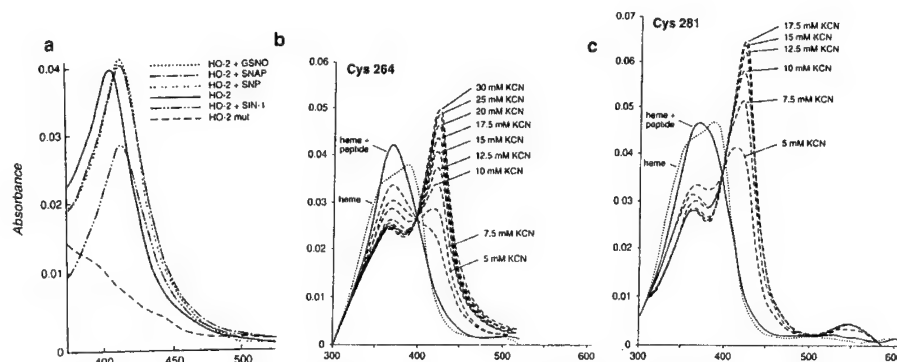 a
Absorbance
0.04
0.03
0.02
0.01
0
400
450
500
HO-2 + GSNO
HO-2 + SNAP
HO-2 + SNP
HO-2
HO-2 + SIN-1
HO-2 mut
b
Cys 264
0.06
0.05
0.04
0.03
0.02
0.01
0
300
400
500
600
heme +
peptide
heme
30 mM KCN
25 mM KCN
20 mM KCN
17.5 mM KCN
15 mM KCN
12.5 mM KCN
10 mM KCN
7.5 mM KCN
5 mM KCN
c
Cys 281
0.07
0.06
0.05
0.04
0.03
0.02
0.01
0
300
400
500
600
heme +
peptide
heme
17.5 mM KCN
15 mM KCN
12.5 mM KCN
10 mM KCN
7.5 mM KCN
5 mM KCN